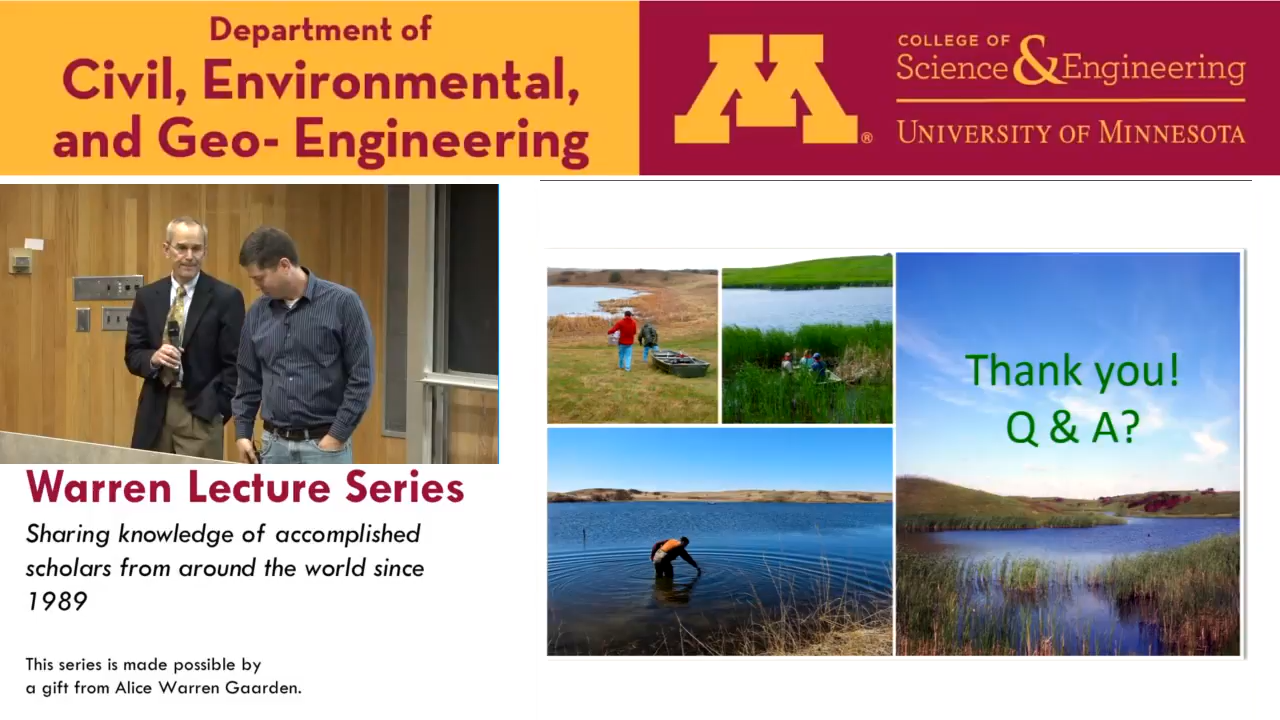 Department of
Civil, Environmental,
and Geo- Engineering
M®
COLLEGE OF
Science & Engineering
UNIVERSITY OF MINNESOTA
Warren Lecture Series
Sharing knowledge of accomplished
scholars from around the world since
1989
This series is made possible by
a gift from Alice Warren Gaarden.
Thank you!
Q & A?